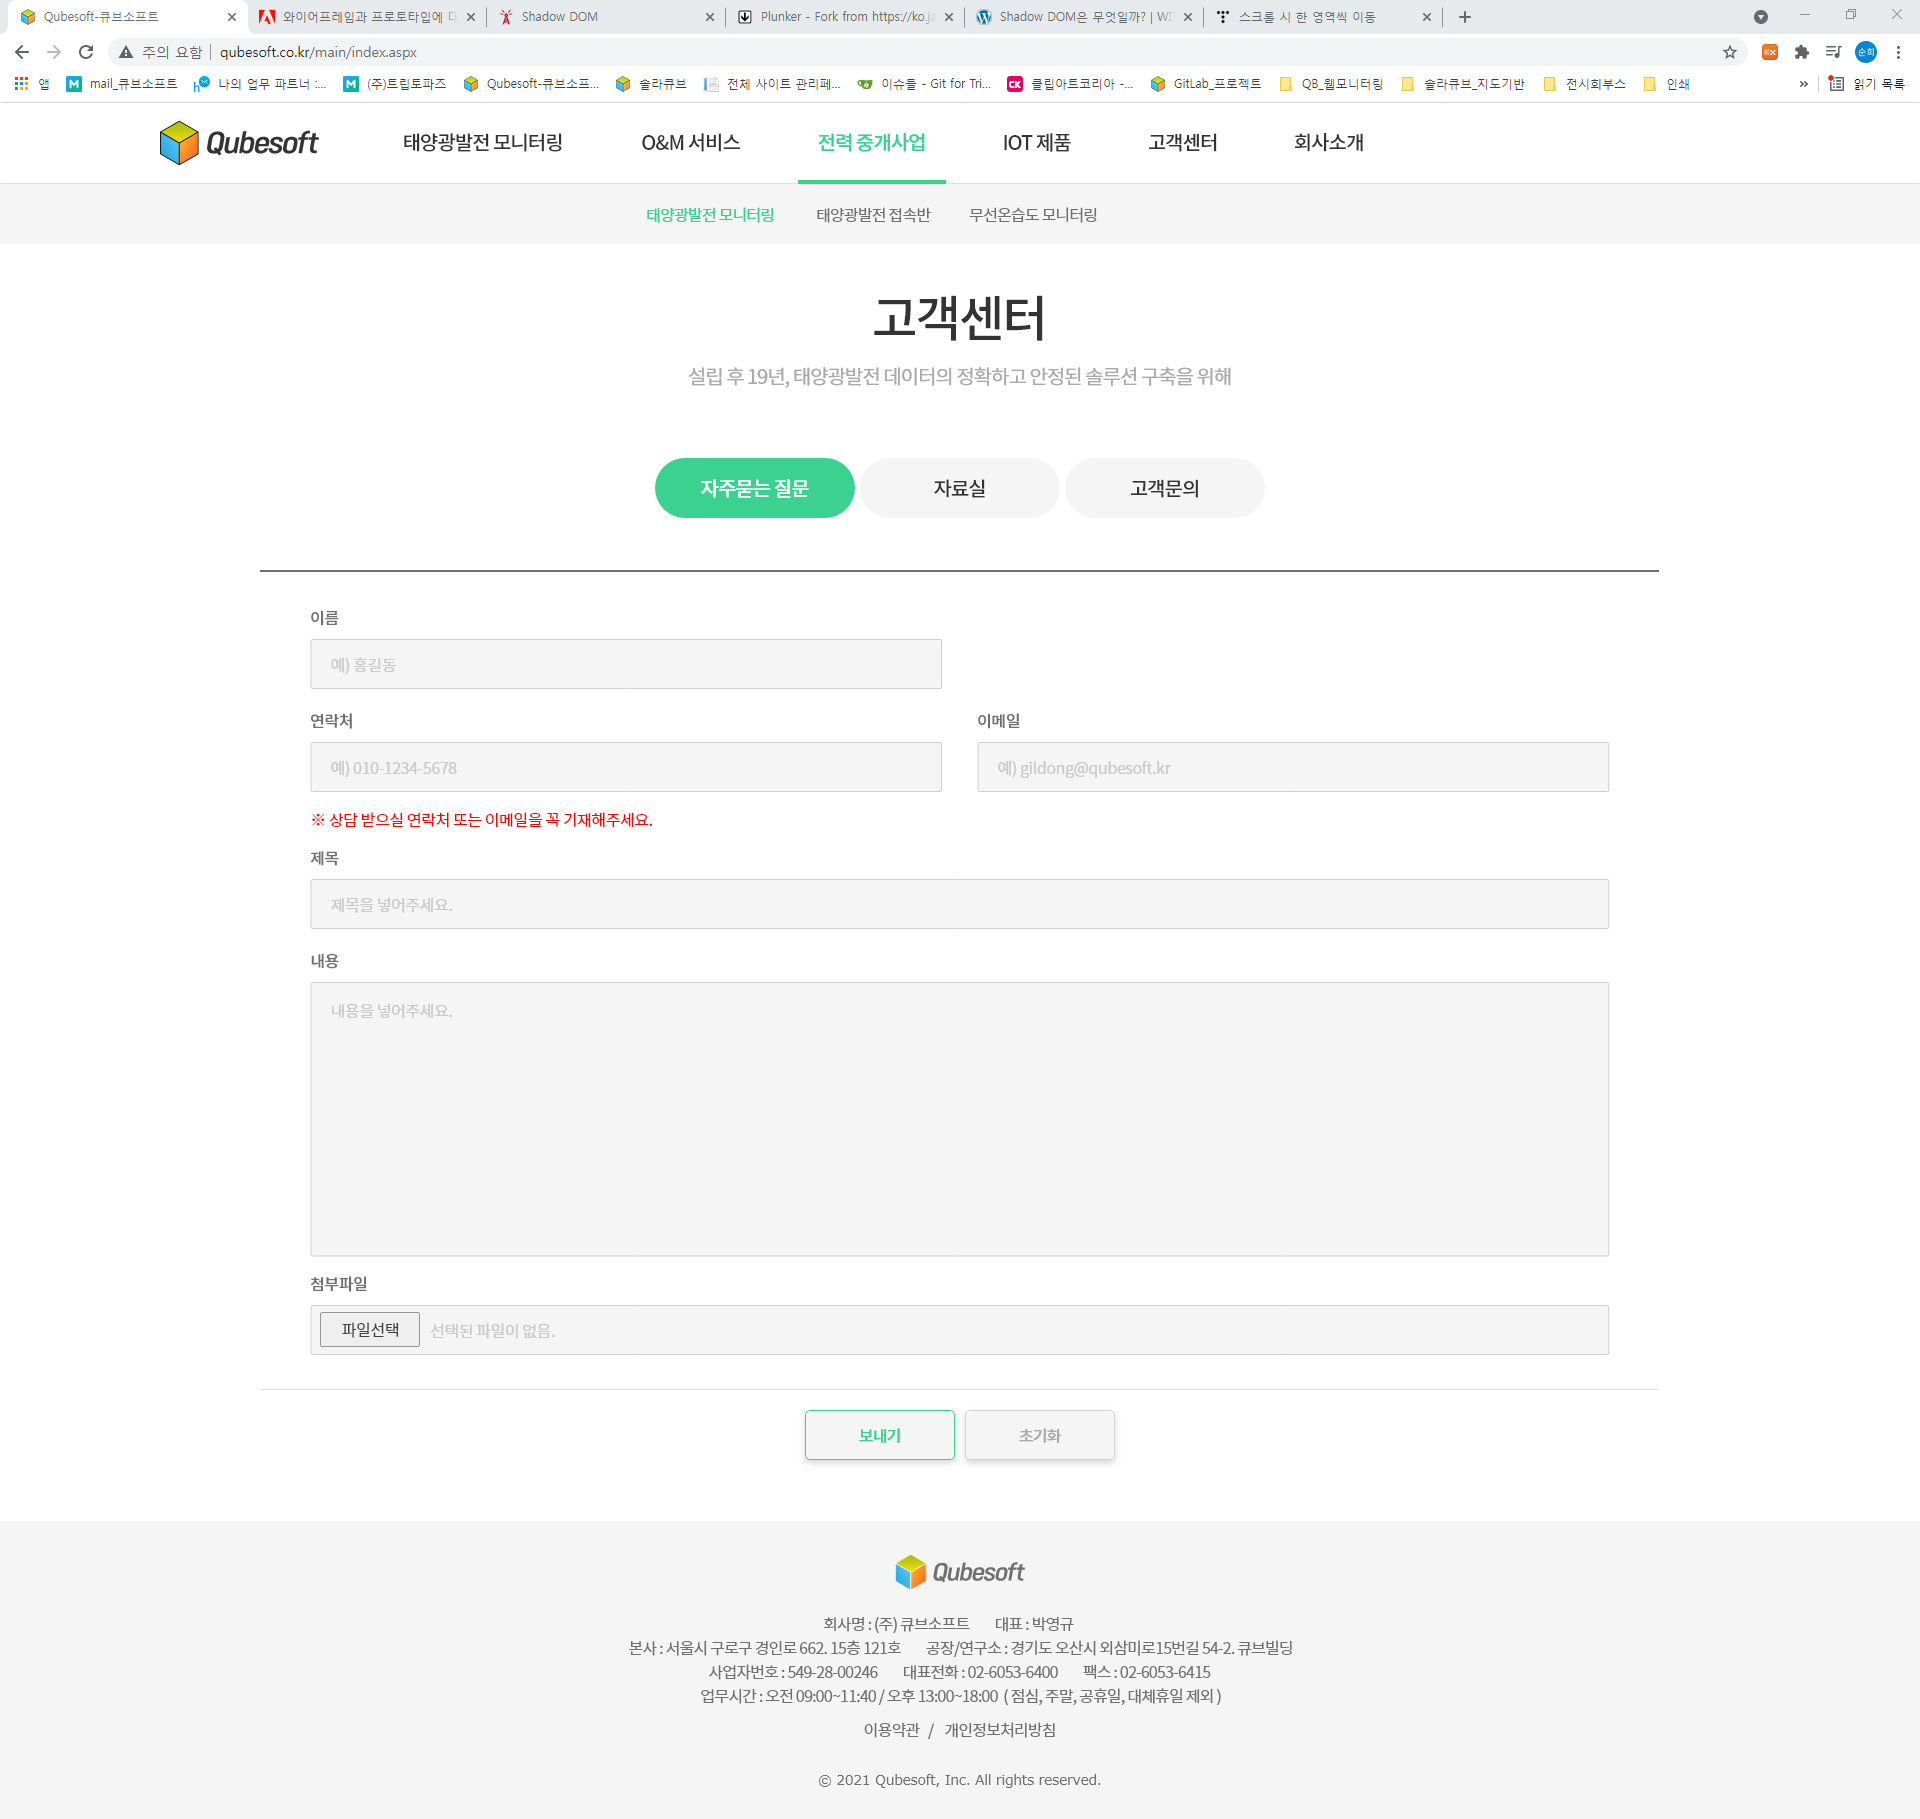 Qubesoft-큐브소프트
와이어프레임과 프로토타입에 대
Shadow DOM
Plunker - Fork from https://ko.ja
Shadow DOM은 무엇일까? | WI
스크롤 시 한 영역씩 이동
주의 요함 qubesoft.co.kr/main/index.aspx
EX
순희
앱
mail_큐브소프트
나의 업무 파트너 :...
(주)트립토파즈
Qubesoft-큐브소프...
솔라큐브
전체 사이트 관리페...
이슈들 - Git for Tri...
클립아트코리아 -...
GitLab_프로젝트
QB_웹모니터링
솔라큐브_지도기반
전시회부스
인쇄
»
읽기 목록
Qubesoft
태양광발전 모니터링
O&M 서비스
전력 중개사업
IOT 제품
고객센터
회사소개
태양광발전 모니터링
태양광발전 접속반
무선온습도 모니터링
고객센터
설립 후 19년, 태양광발전 데이터의 정확하고 안정된 솔루션 구축을 위해
자주묻는 질문
자료실
고객문의
이름
예) 홍길동
연락처
이메일
예) 010-1234-5678
예) gildong@qubesoft.kr
※ 상담 받으실 연락처 또는 이메일을 꼭 기재해주세요.
제목
제목을 넣어주세요.
내용
내용을 넣어주세요.
첨부파일
파일선택 선택된 파일이 없음.
보내기
초기화
Qubesoft
회사명 : (주) 큐브소프트 대표 : 박영규
본사 : 서울시 구로구 경인로 662. 15층 121호 공장/연구소 : 경기도 오산시 외삼미로15번길 54-2. 큐브빌딩
사업자번호 : 549-28-00246 대표전화 : 02-6053-6400 팩스 : 02-6053-6415
업무시간 : 오전 09:00~11:40 / 오후 13:00~18:00 ( 점심, 주말, 공휴일, 대체휴일 제외 )
이용약관 / 개인정보처리방침
© 2021 Qubesoft, Inc. All rights reserved.